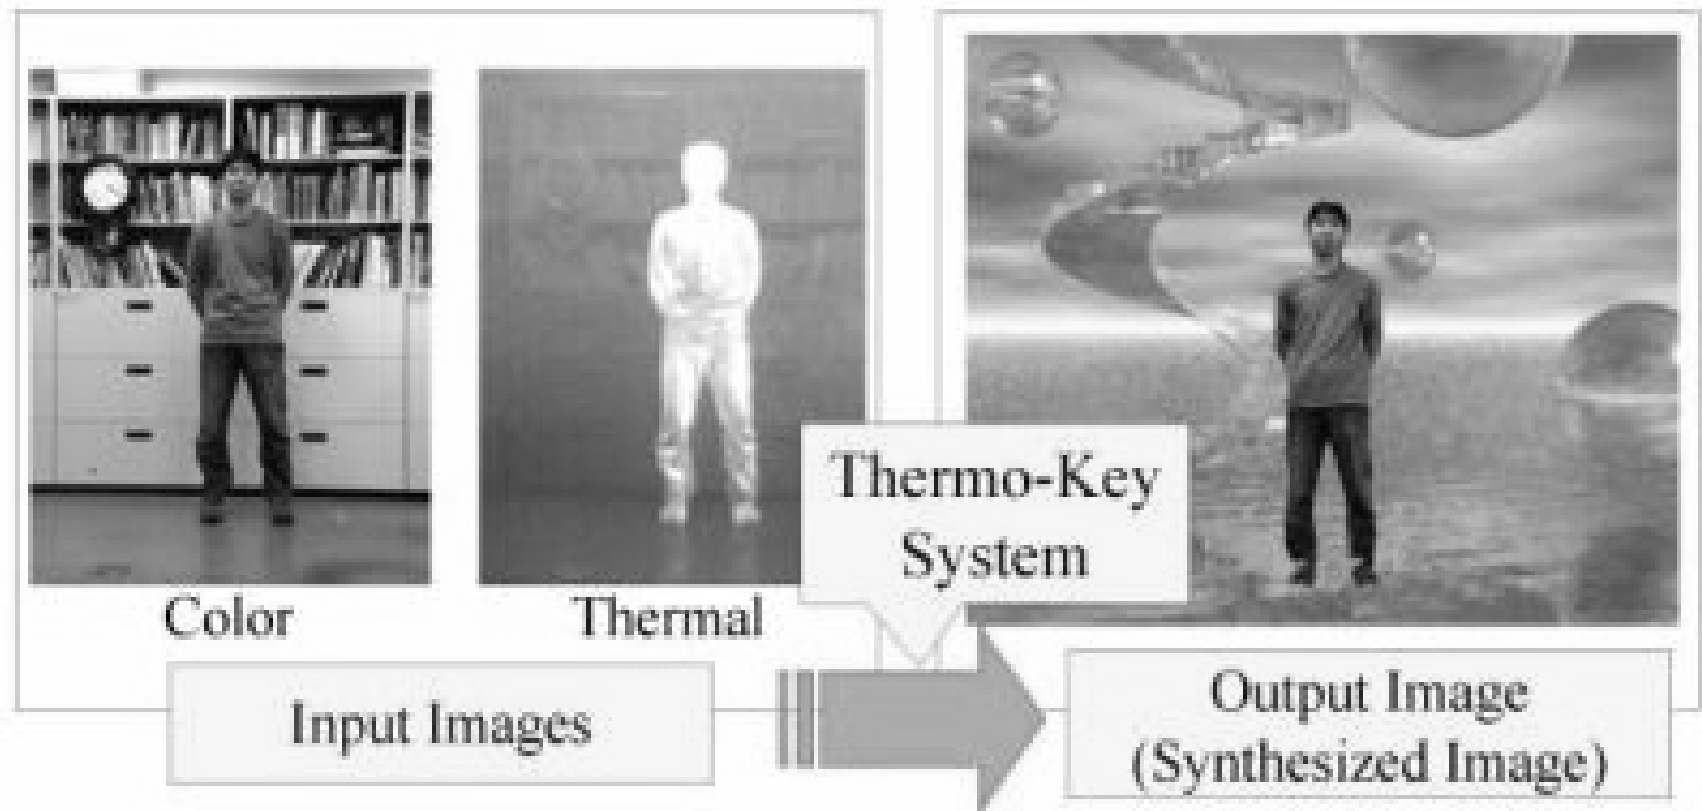 Color
Thermal
Thermo-Key
System
Input Images
Output Image
(Synthesized Image)